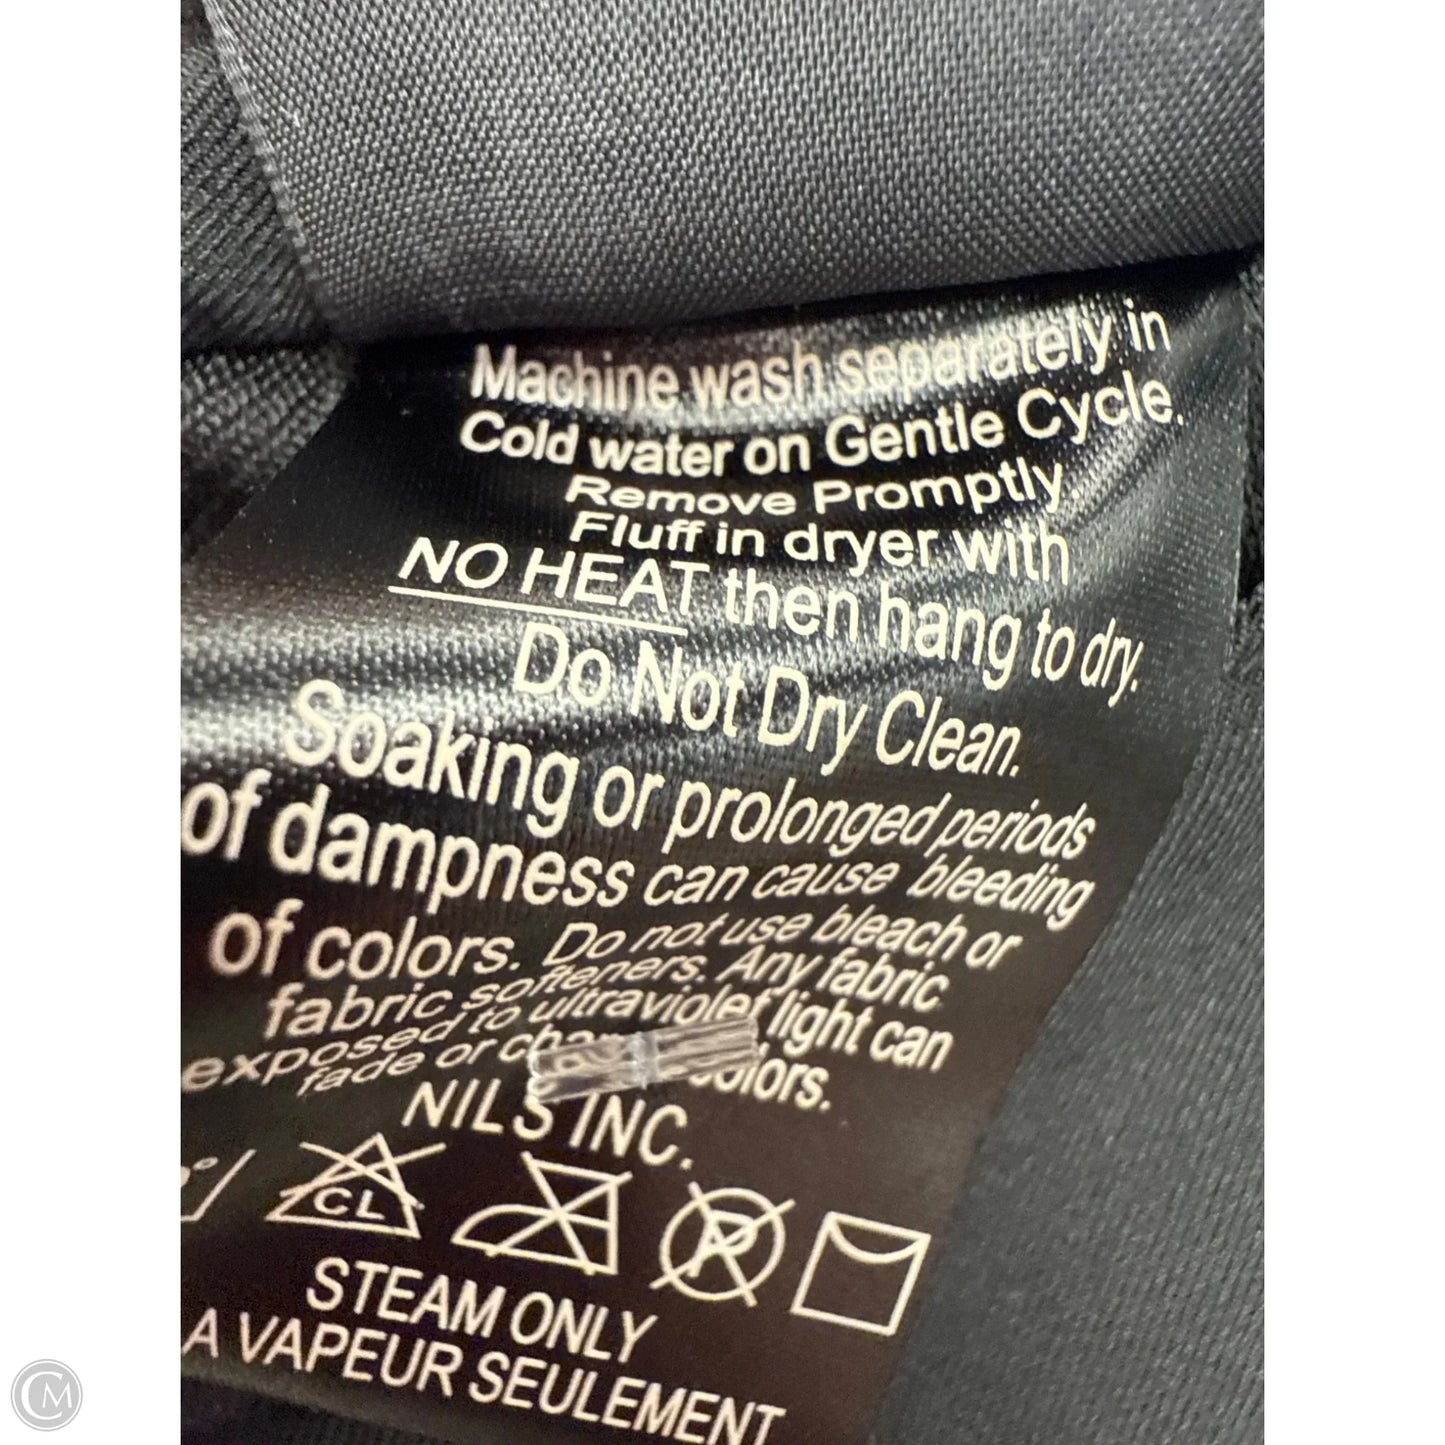 Machine wash separately in
Cold water on Gentle Cycle.
Remove Promptly.
Fluff in dryer with
NO HEAT then hang to dry.
Do Not Dry Clean.
Soaking or prolonged periods
of dampness can cause bleeding
of colors. Do not use bleach or
fabric softeners. Any fabric
exposed to ultraviolet light can
fade or colors.
NILS INC.
CL
P
STEAM ONLY
A VAPEUR SEULEMENT
CM